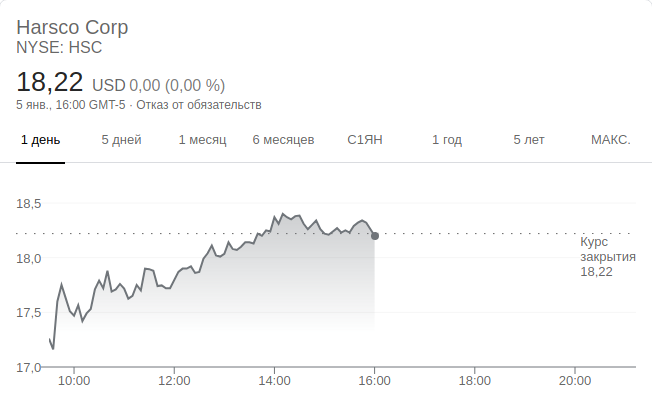 Harsco Corp
NYSE: HSC
18,22 USD 0,00 (0,00 %)
5 янв., 16:00 GMT-5 · Отказ от обязательств
1 день 5 дней 1 месяц 6 месяцев С1ЯН 1 год 5 лет МАКС.
18,5
18,0
17,5
17,0
Курс
закрытия
18,22
10:00 12:00 14:00 16:00 18:00 20:00